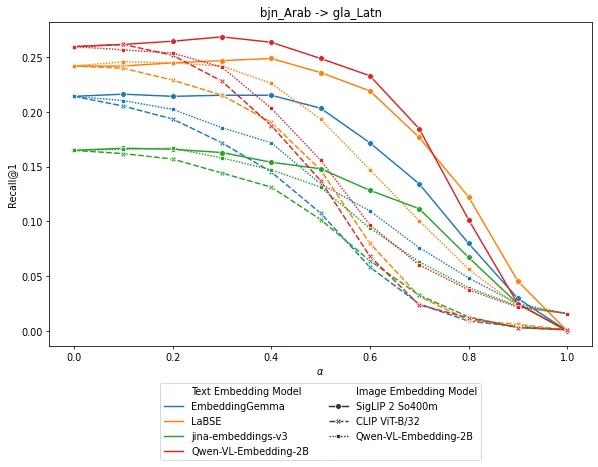 bjn_Arab -> gla_Latn
Recall@1
0.25
0.20
0.15
0.10
0.05
0.00
0.0 0.2 0.4 0.6 0.8 1.0
α
Text Embedding Model Image Embedding Model
EmbeddingGemma SigLIP 2 So400m
LaBSE CLIP ViT-B/32
jina-embeddings-v3 Qwen-VL-Embedding-2B
Qwen-VL-Embedding-2B